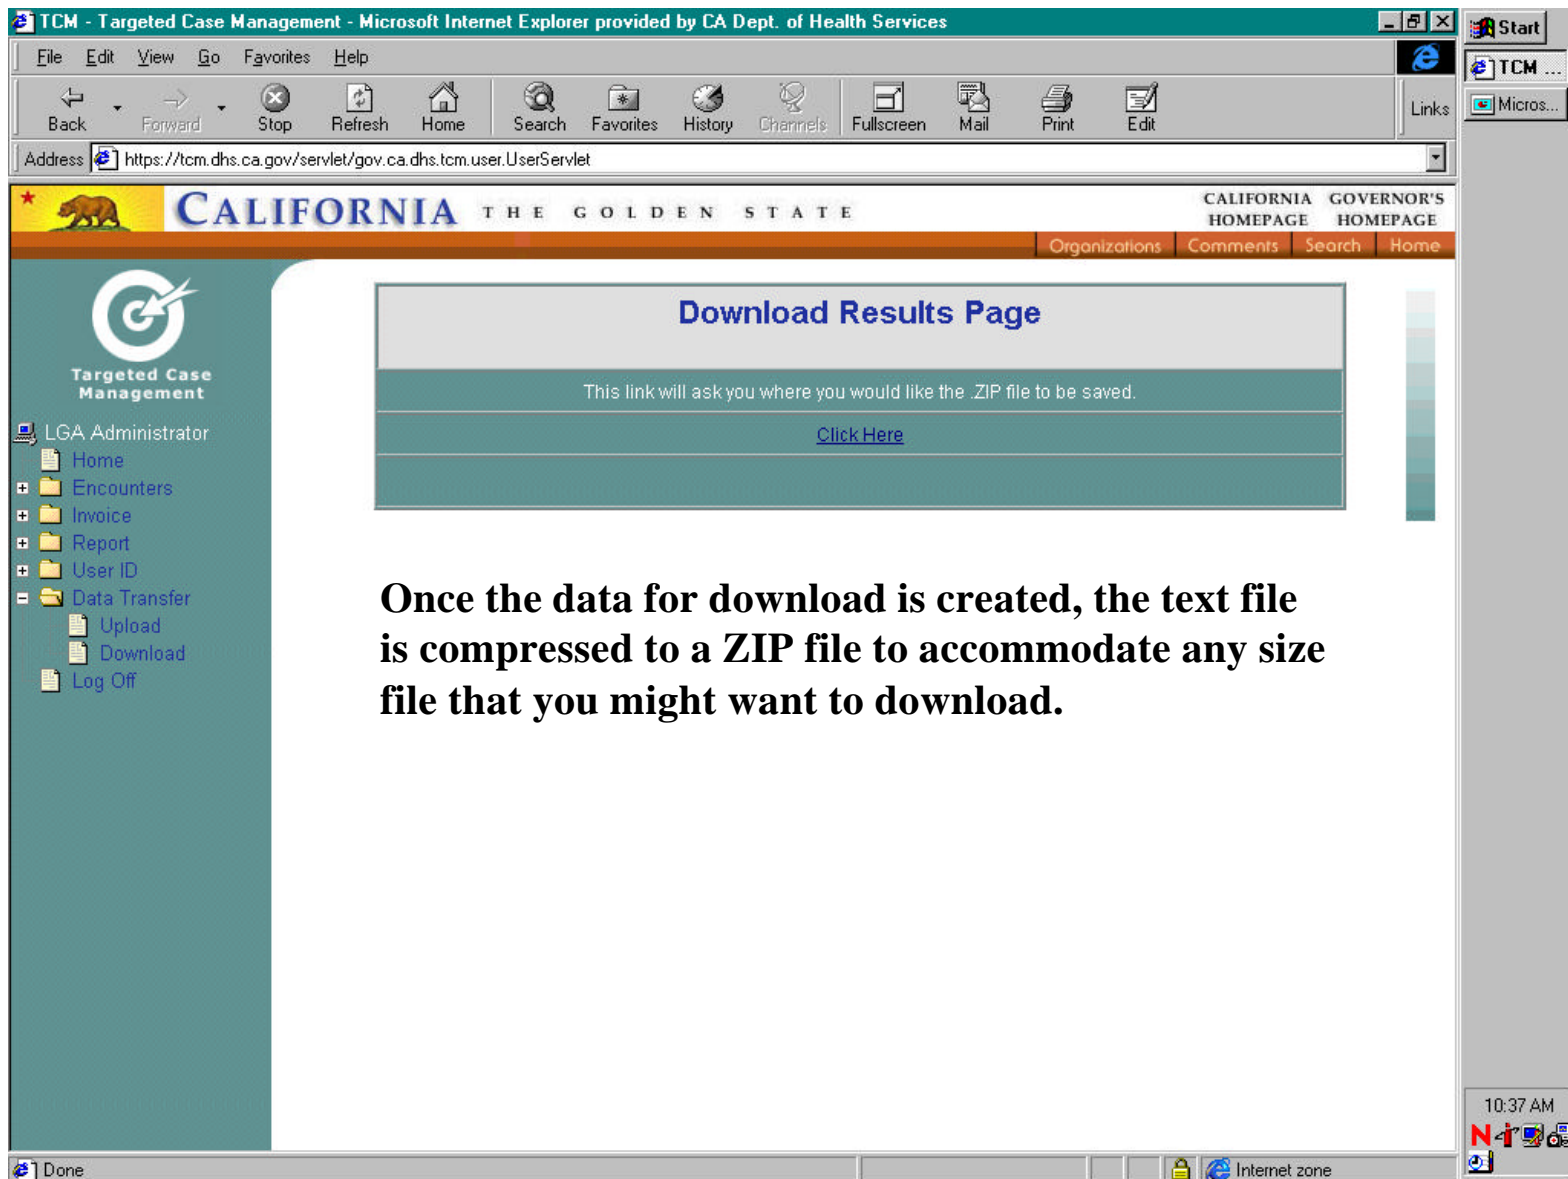 TCM - Targeted Case Management - Microsoft Internet Explorer provided by CA Dept. of Health Services
Start
File Edit View Go Favorites Help
TCM ...
Back Forward Stop Refresh Home Search Favorites History Channels Fullscreen Mail Print Edit Links
Micros...
Address https://tcm.dhs.ca.gov/servlet/gov.ca.dhs.tcm.user.UserServlet
CALIFORNIA THE GOLDEN STATE
CALIFORNIA HOMEPAGE
GOVERNOR'S HOMEPAGE
Organizations Comments Search Home
Targeted Case
Management
LGA Administrator
Home
Encounters
Invoice
Report
User ID
Data Transfer
Upload
Download
Log Off
Download Results Page
This link will ask you where you would like the .ZIP file to be saved.
Click Here
Once the data for download is created, the text file
is compressed to a ZIP file to accommodate any size
file that you might want to download.
10:37 AM
Done
Internet zone